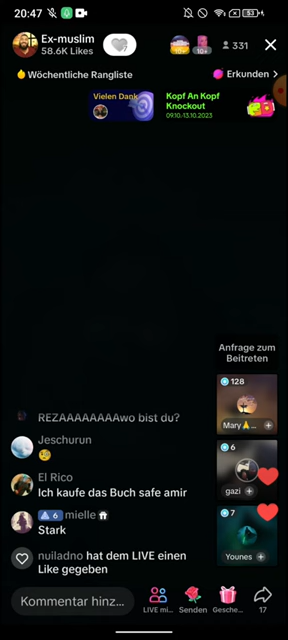 20:47
53
Ex-muslim
58.6K Likes
10+
10+
331
Wöchentliche Rangliste
Erkunden >
Vielen Dank
Kopf An Kopf
Knockout
09.10.-13.10.2023
Anfrage zum
Beitreten
128
Mary🙏...
REZAAAAAAAAwo bist du?
Jeschurun
🧐
6
gazi
El Rico
Ich kaufe das Buch safe amir
6 mielle
Stark
7
Younes
nuiladno hat dem LIVE einen
Like gegeben
Kommentar hinz...
LIVE mi...
Senden
Gesche...
17